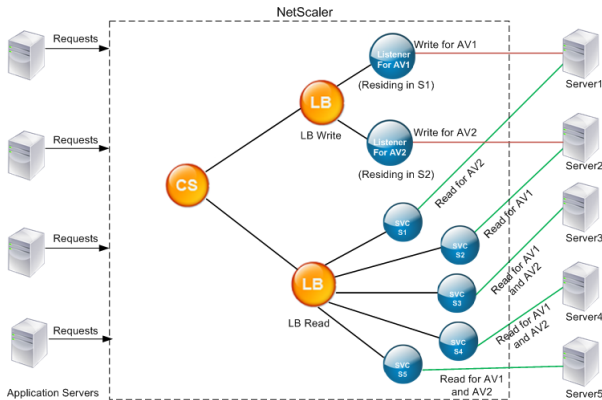 NetScaler
Requests
Requests
Requests
Requests
Application Servers
CS
LB
LB Write
LB
LB Read
Listener
For AV1
(Residing in S1)
Listener
For AV2
(Residing in S2)
Write for AV1
Write for AV2
Read for AV2
Read for AV1
Read for AV1
and AV2
Read for AV1
and AV2
Read for AV1
and AV2
SVC
S1
SVC
S2
SVC
S3
SVC
S4
SVC
S5
Server1
Server2
Server3
Server4
Server5